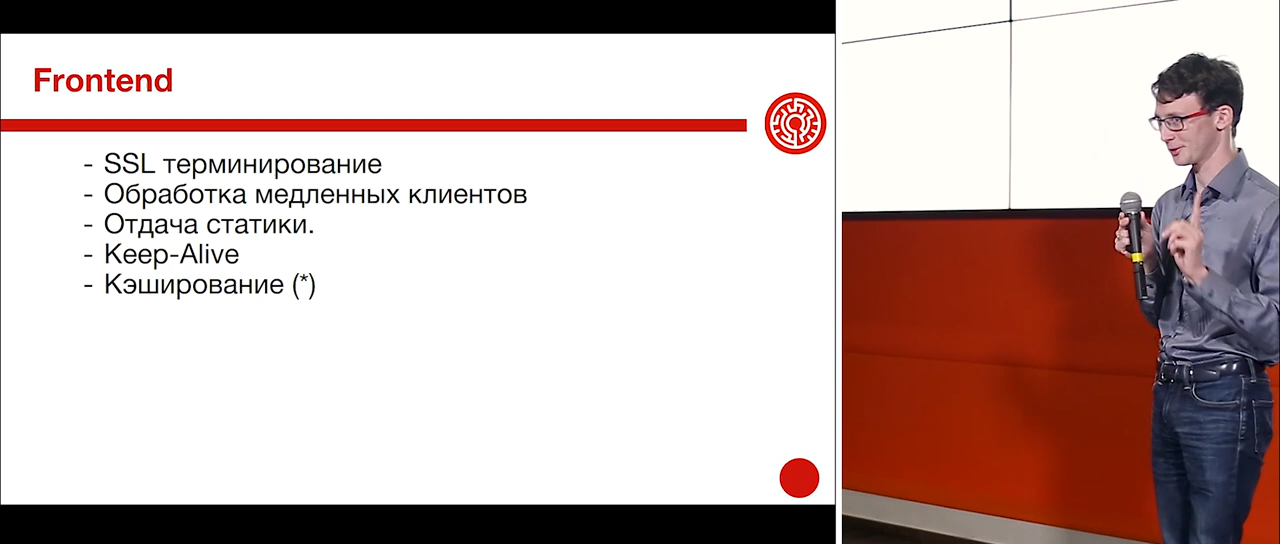 Frontend
- SSL терминирование
- Обработка медленных клиентов
- Отдача статики.
- Keep-Alive
- Кэширование (*)